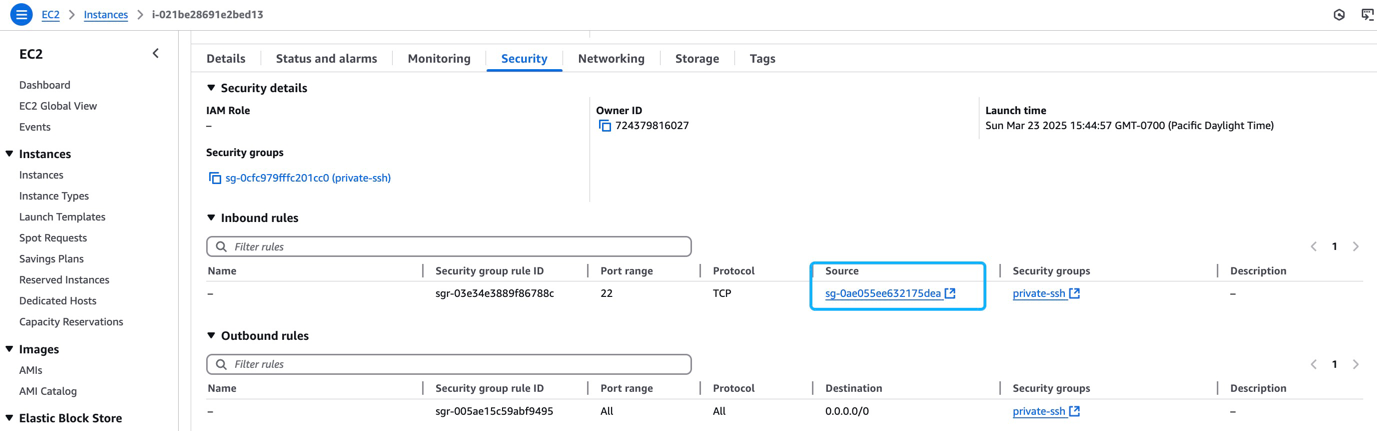 EC2 > Instances > i-021be28691e2bed13
EC2
Dashboard
EC2 Global View
Events
Instances
Instances
Instance Types
Launch Templates
Spot Requests
Savings Plans
Reserved Instances
Dedicated Hosts
Capacity Reservations
Images
AMIs
AMI Catalog
Elastic Block Store
Details Status and alarms Monitoring Security Networking Storage Tags
Security details
IAM Role Owner ID Launch time
– 724379816027 Sun Mar 23 2025 15:44:57 GMT-0700 (Pacific Daylight Time)
Security groups
sg-0cfc979fffc201cc0 (private-ssh)
Inbound rules
Filter rules
1
Name Security group rule ID Port range Protocol Source Security groups Description
– sgr-03e34e3889f86788c 22 TCP sg-0ae055ee632175dea private-ssh –
Outbound rules
Filter rules
1
Name Security group rule ID Port range Protocol Destination Security groups Description
– sgr-005ae15c59abf9495 All All 0.0.0.0/0 private-ssh –